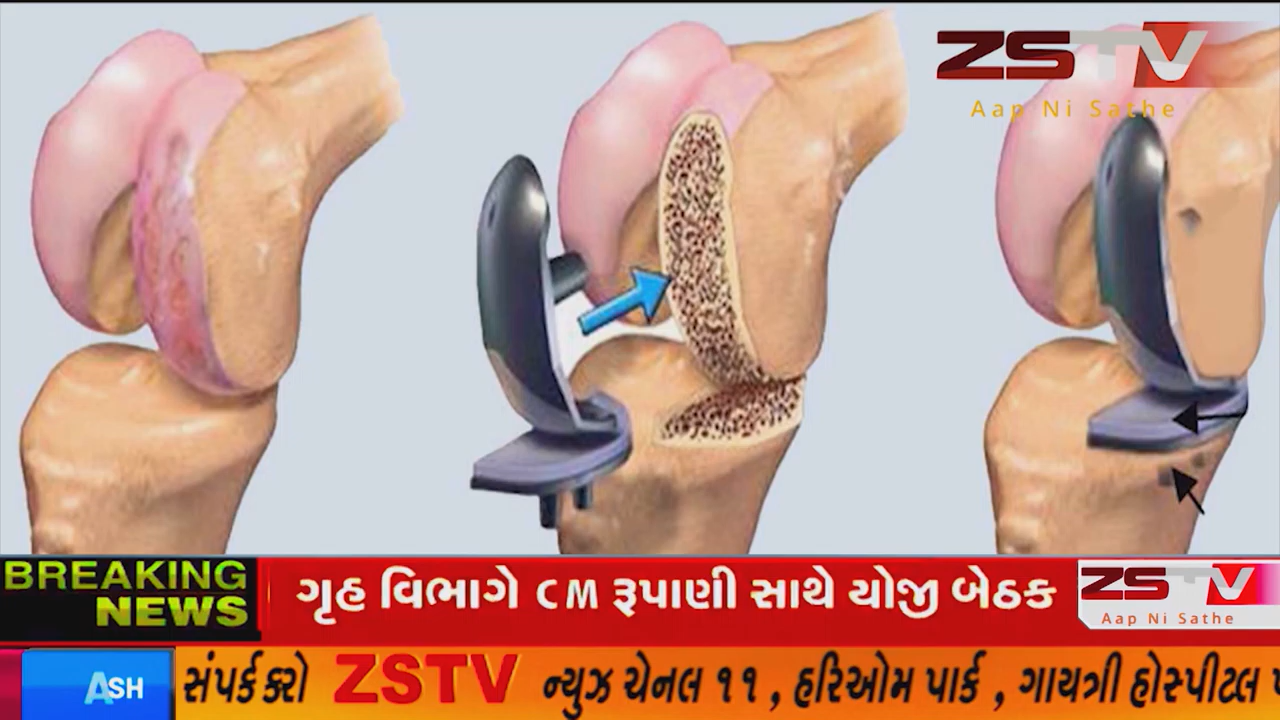 ZSTV
Aap Ni Sathe
BREAKING NEWS
ગૃહ વિભાગે CM રૂપાણી સાથે યોજી બેઠક
ZSTV
Aap Ni Sathe
ASH
સંપર્ક કરો ZSTV ન્યુઝ ચેનલ ૧૧ , હરિઓમ પાર્ક , ગાયત્રી હોસ્પીટલ